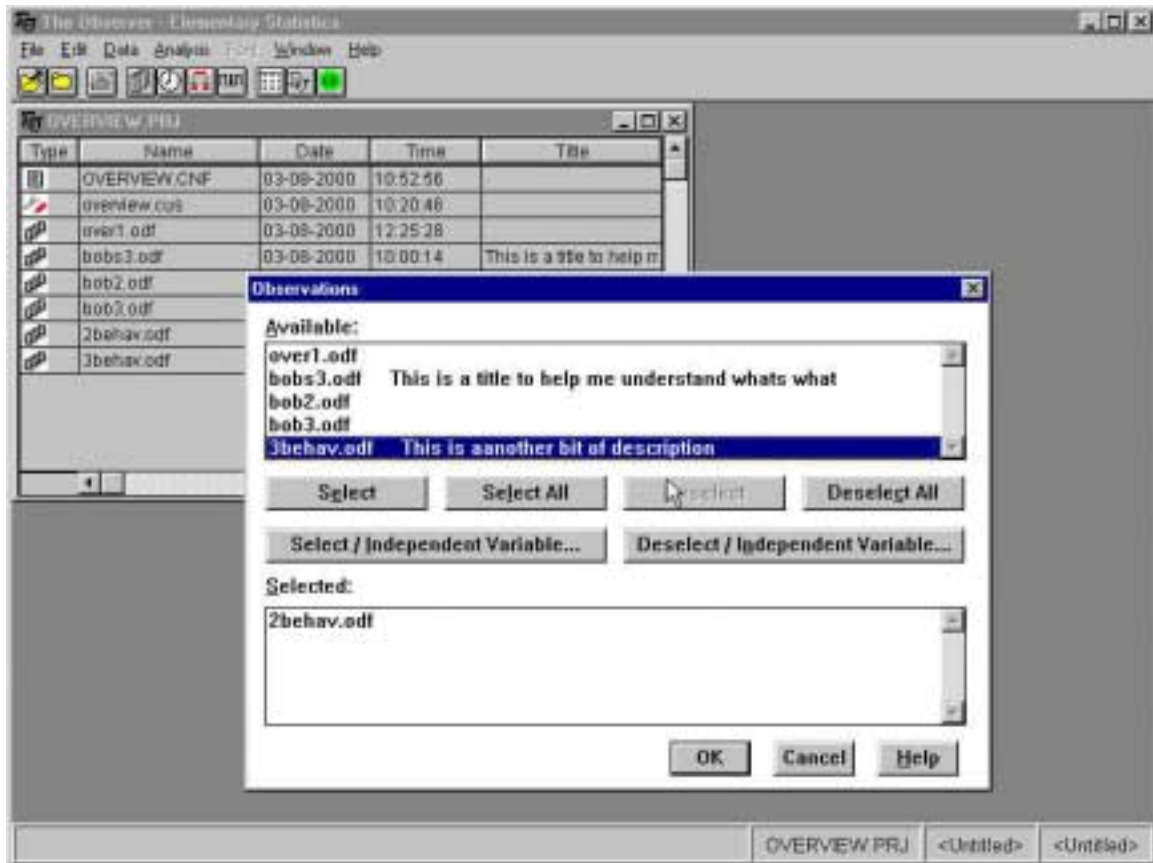 The Observer - Elementary Statistics
File Edit Data Analysis Font Window Help
OVERVIEW.PRJ
Type Name Date Time Title
OVERVIEW.CNF 03-08-2000 10:52:56
overview.cus 03-08-2000 10:20:48
over1.odf 03-08-2000 12:25:28
bobs3.odf 03-08-2000 10:00:14 This is a title to help m
bob2.odf
bob3.odf
2behav.odf
3behav.odf
Observations
Available:
over1.odf
bobs3.odf This is a title to help me understand whats what
bob2.odf
bob3.odf
3behav.odf This is aanother bit of description
Select Select All Deselect Deselect All
Select / Independent Variable... Deselect / Independent Variable...
Selected:
2behav.odf
OK Cancel Help
OVERVIEW.PRJ <Untitled> <Untitled>